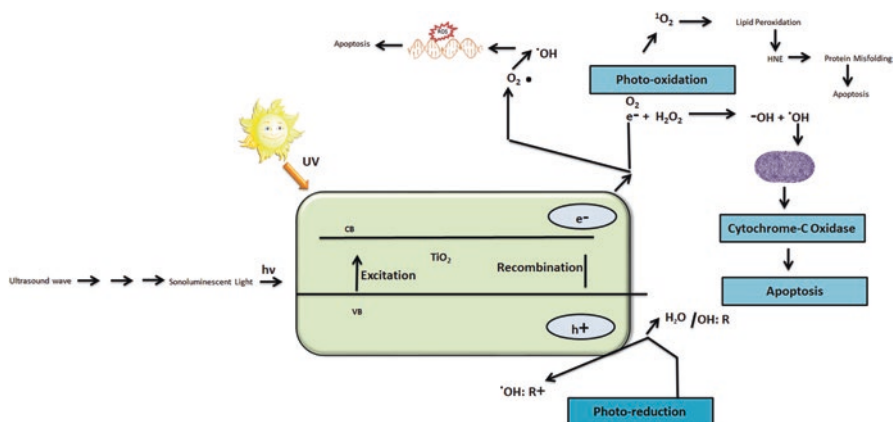 ¹O₂
Lipid Peroxidation
Apoptosis
ROS
•OH
HNE
Protein Misfolding
O₂ •
Photo-oxidation
Apoptosis
O₂
e- + H₂O₂
-OH + •OH
UV
e-
CB
Cytochrome-C Oxidase
TiO₂
Excitation
Recombination
hv
Ultrasound wave
Sonoluminescent Light
Apoptosis
VB
h+
H₂O /OH: R
•OH: R+
Photo-reduction